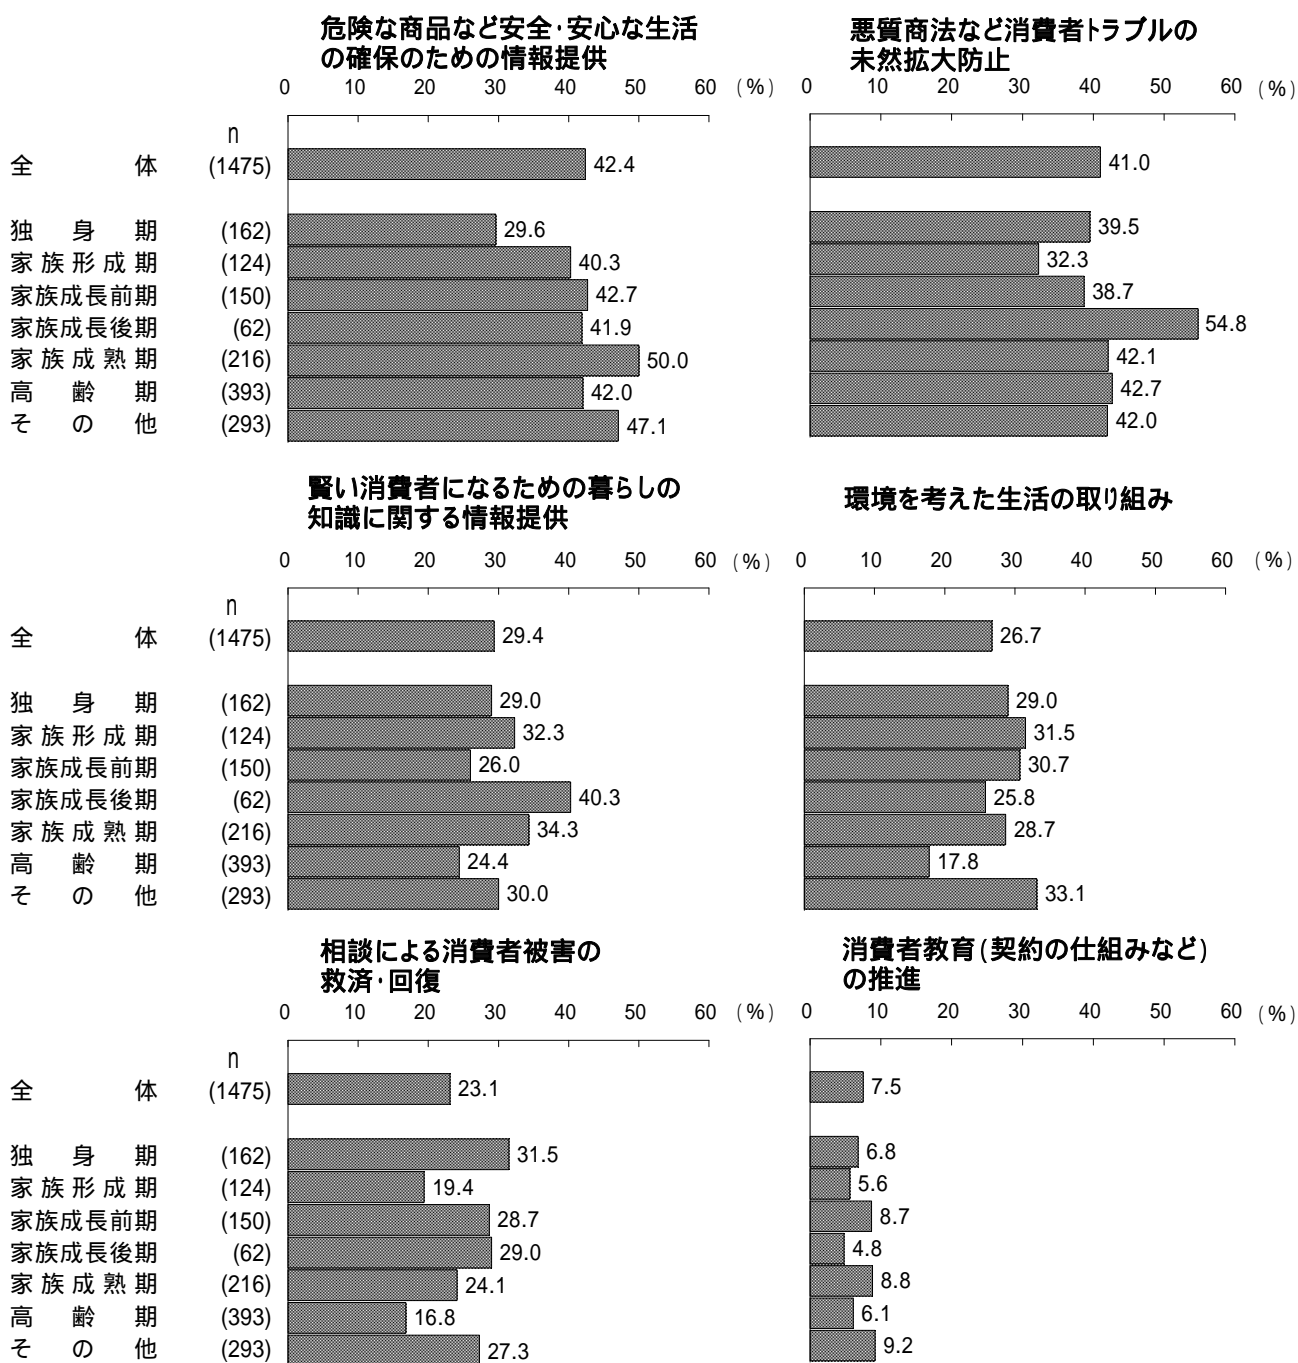 危険な商品など安全・安心な生活
の確保のための情報提供
悪質商法など消費者トラブルの
未然拡大防止
0 10 20 30 40 50 60 (%)
0 10 20 30 40 50 60 (%)
n
全体 (1475) 42.4 41.0
独身期 (162) 29.6 39.5
家族形成期 (124) 40.3 32.3
家族成長前期 (150) 42.7 38.7
家族成長後期 (62) 41.9 54.8
家族成熟期 (216) 50.0 42.1
高齢期 (393) 42.0 42.7
その他 (293) 47.1 42.0
賢い消費者になるための暮らしの
知識に関する情報提供
環境を考えた生活の取り組み
0 10 20 30 40 50 60 (%)
0 10 20 30 40 50 60 (%)
n
全体 (1475) 29.4 26.7
独身期 (162) 29.0 29.0
家族形成期 (124) 32.3 31.5
家族成長前期 (150) 26.0 30.7
家族成長後期 (62) 40.3 25.8
家族成熟期 (216) 34.3 28.7
高齢期 (393) 24.4 17.8
その他 (293) 30.0 33.1
相談による消費者被害の
救済・回復
消費者教育(契約の仕組みなど)
の推進
0 10 20 30 40 50 60 (%)
0 10 20 30 40 50 60 (%)
n
全体 (1475) 23.1 7.5
独身期 (162) 31.5 6.8
家族形成期 (124) 19.4 5.6
家族成長前期 (150) 28.7 8.7
家族成長後期 (62) 29.0 4.8
家族成熟期 (216) 24.1 8.8
高齢期 (393) 16.8 6.1
その他 (293) 27.3 9.2